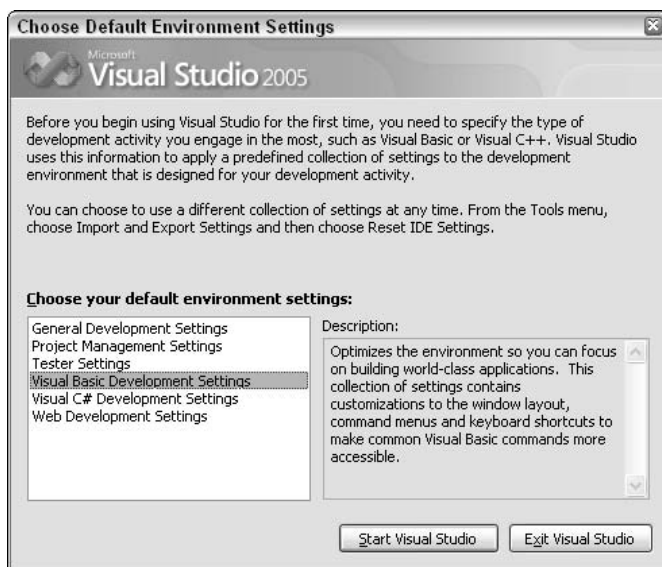 Choose Default Environment Settings
Microsoft
Visual Studio 2005
Before you begin using Visual Studio for the first time, you need to specify the type of
development activity you engage in the most, such as Visual Basic or Visual C++. Visual Studio
uses this information to apply a predefined collection of settings to the development
environment that is designed for your development activity.
You can choose to use a different collection of settings at any time. From the Tools menu,
choose Import and Export Settings and then choose Reset IDE Settings.
Choose your default environment settings:
General Development Settings
Project Management Settings
Tester Settings
Visual Basic Development Settings
Visual C# Development Settings
Web Development Settings
Description:
Optimizes the environment so you can focus
on building world-class applications. This
collection of settings contains
customizations to the window layout,
command menus and keyboard shortcuts to
make common Visual Basic commands more
accessible.
Start Visual Studio
Exit Visual Studio